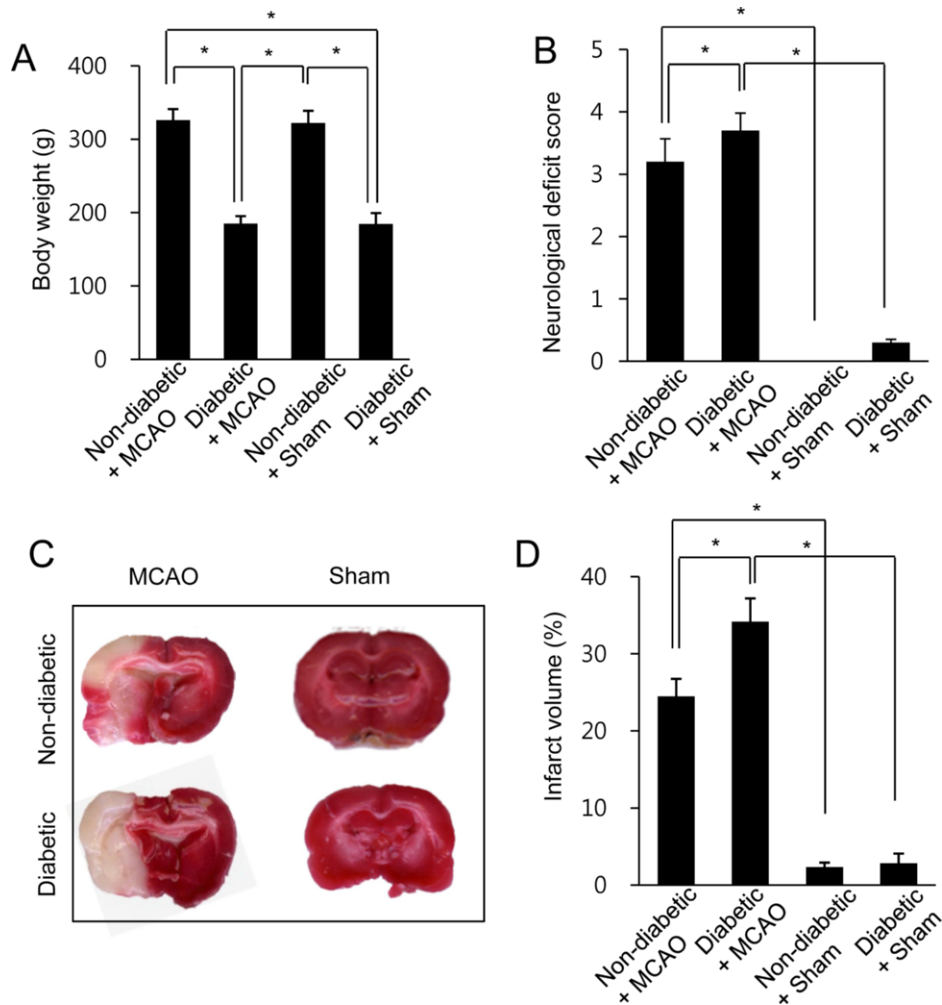 A
Body weight (g)
400
300
200
100
0
*
*
*
*
Non-diabetic
+ MCAO
Diabetic
+ MCAO
Non-diabetic
+ Sham
Diabetic
+ Sham
B
Neurological deficit score
5
4
3
2
1
0
*
*
*
Non-diabetic
+ MCAO
Diabetic
+ MCAO
Non-diabetic
+ Sham
Diabetic
+ Sham
C
MCAO
Sham
Non-diabetic
Diabetic
D
Infarct volume (%)
40
30
20
10
0
*
*
*
Non-diabetic
+ MCAO
Diabetic
+ MCAO
Non-diabetic
+ Sham
Diabetic
+ Sham